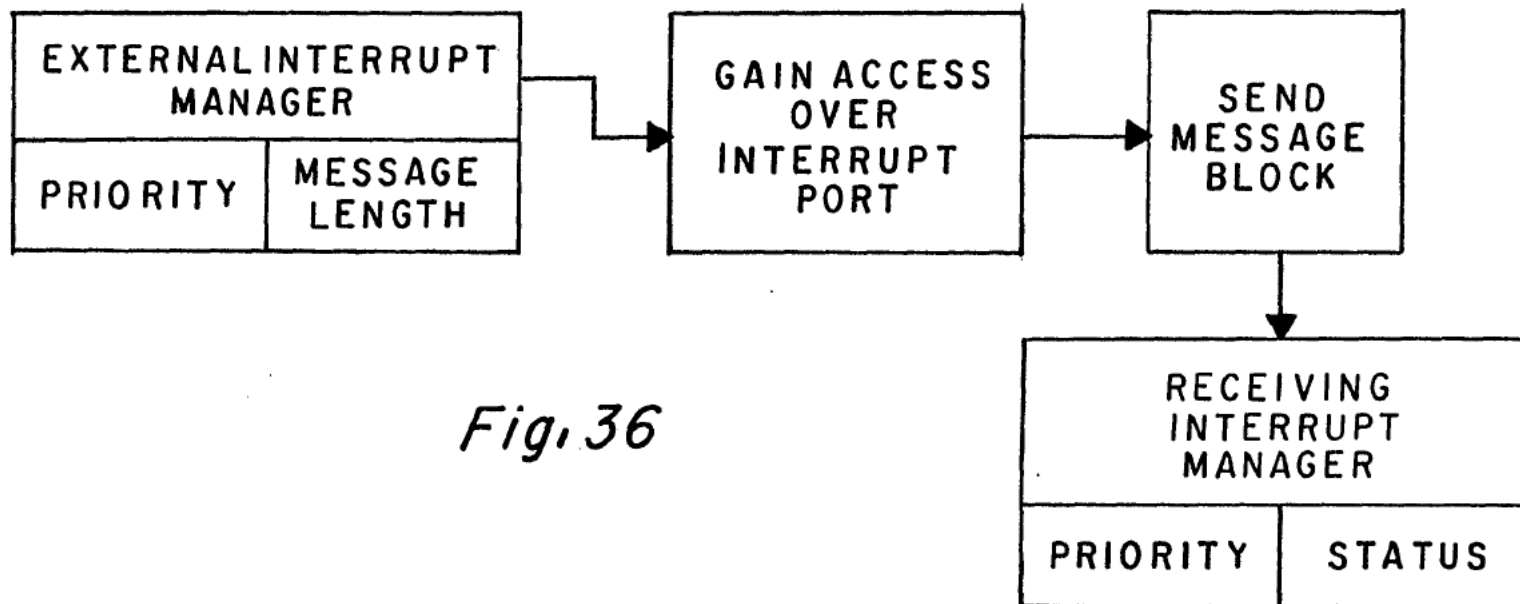 EXTERNAL INTERRUPT
MANAGER
PRIORITY
MESSAGE
LENGTH
GAIN ACCESS
OVER
INTERRUPT
PORT
SEND
MESSAGE
BLOCK
RECEIVING
INTERRUPT
MANAGER
PRIORITY
STATUS
Fig. 36